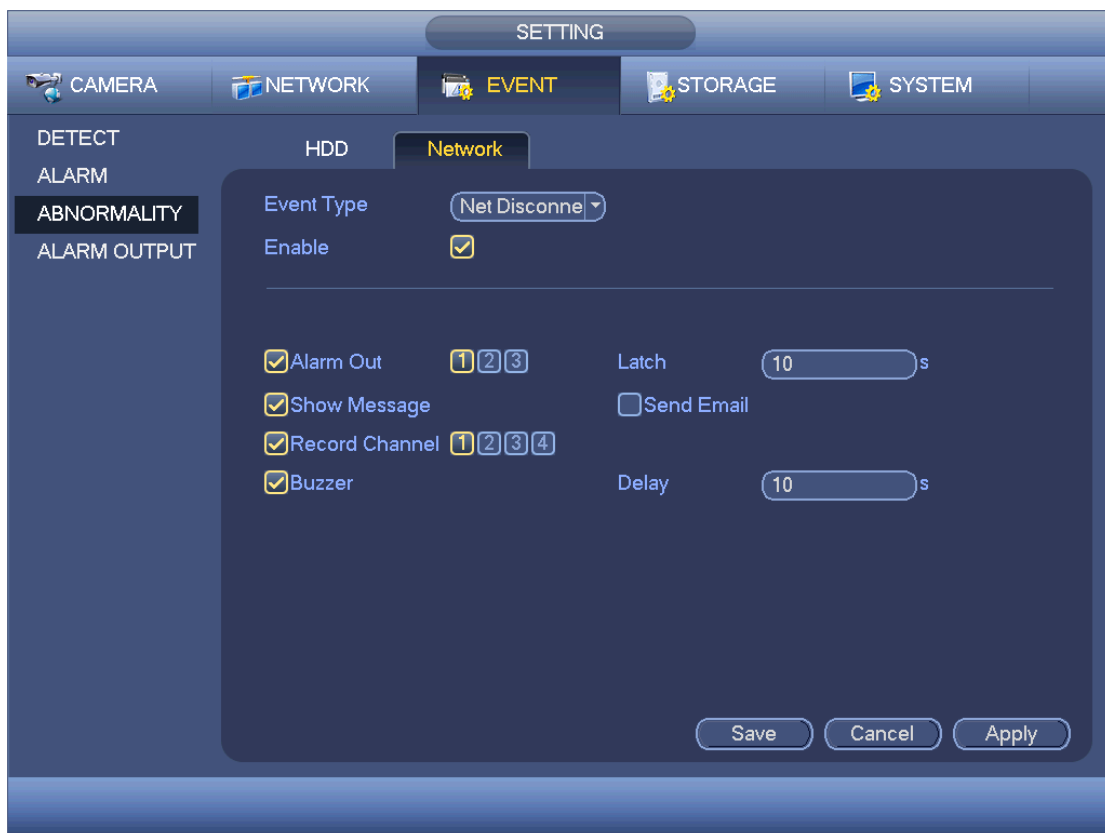 SETTING
CAMERA NETWORK EVENT STORAGE SYSTEM
DETECT
ALARM
ABNORMALITY
ALARM OUTPUT
HDD Network
Event Type Net Disconne
Enable
Alarm Out 1 2 3 Latch 10 s
Show Message Send Email
Record Channel 1 2 3 4
Buzzer Delay 10 s
Save Cancel Apply